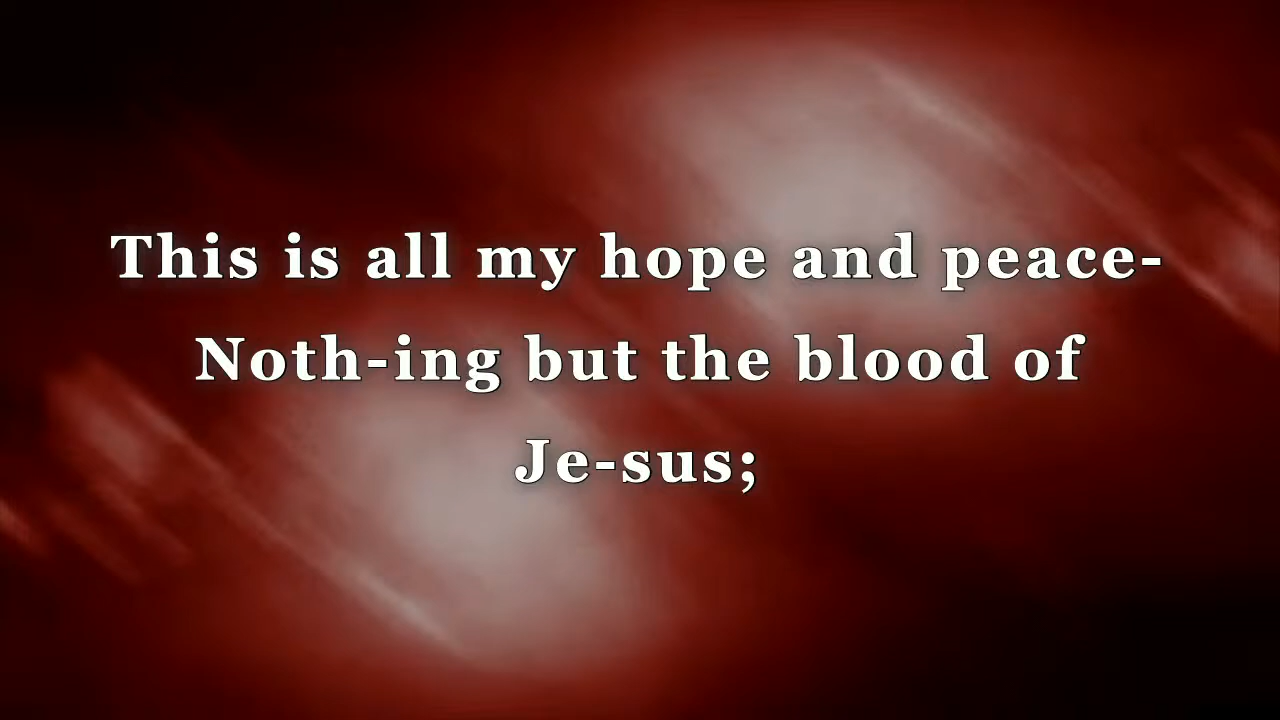 This is all my hope and peace-
Noth-ing but the blood of
Je-sus;